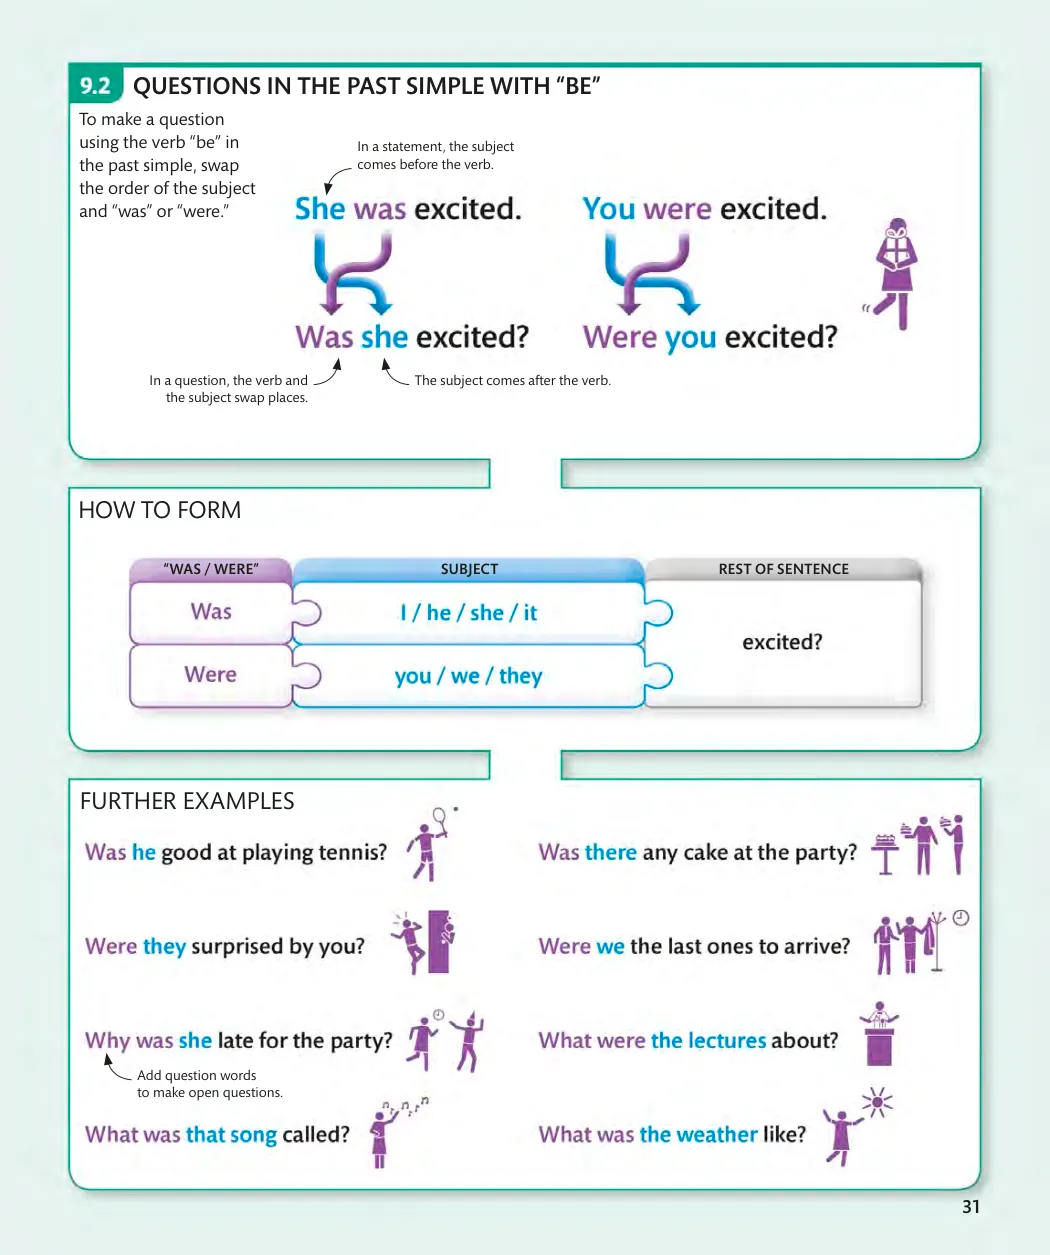 9.2 QUESTIONS IN THE PAST SIMPLE WITH “BE”
To make a question
using the verb “be” in
the past simple, swap
the order of the subject
and “was” or “were.”
In a statement, the subject
comes before the verb.
She was excited.
You were excited.
Was she excited?
Were you excited?
In a question, the verb and
the subject swap places.
The subject comes after the verb.
HOW TO FORM
“WAS / WERE” SUBJECT REST OF SENTENCE
Was I / he / she / it
excited?
Were you / we / they
FURTHER EXAMPLES
Was he good at playing tennis?
Was there any cake at the party?
Were they surprised by you?
Were we the last ones to arrive?
Why was she late for the party?
What were the lectures about?
Add question words
to make open questions.
What was that song called?
What was the weather like?
31